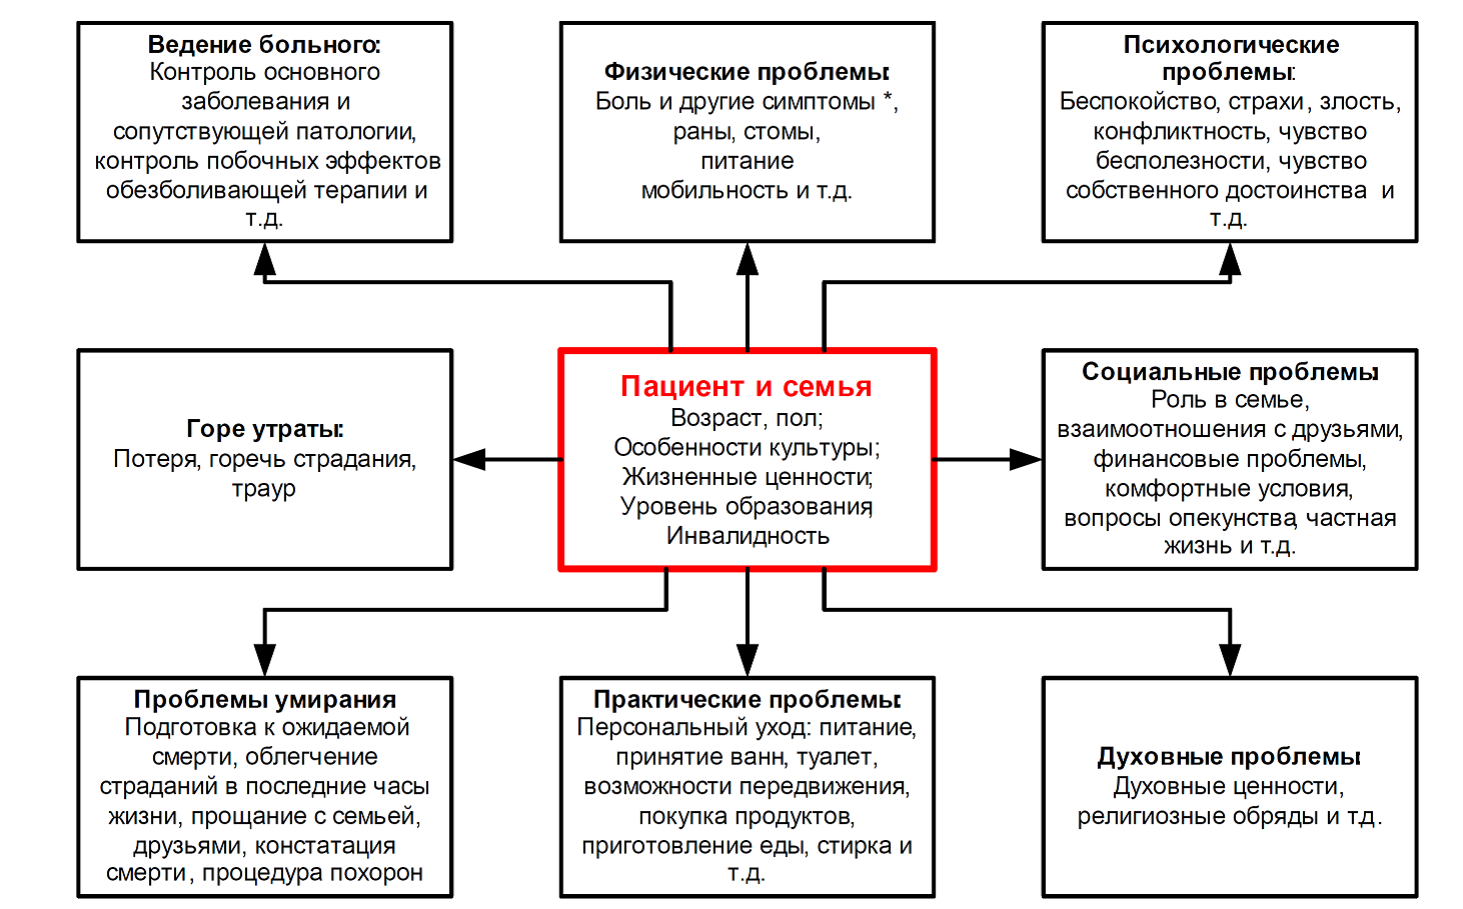 Ведение больного:
Контроль основного
заболевания и
сопутствующей патологии,
контроль побочных эффектов
обезболивающей терапии и
т.д.
Физические проблемы:
Боль и другие симптомы *,
раны, стомы,
питание
мобильность и т.д.
Психологические
проблемы:
Беспокойство, страхи, злость,
конфликтность, чувство
бесполезности, чувство
собственного достоинства и
т.д.
Горе утраты:
Потеря, горечь страдания,
траур
Пациент и семья
Возраст, пол;
Особенности культуры;
Жизненные ценности;
Уровень образования;
Инвалидность
Социальные проблемы:
Роль в семье,
взаимоотношения с друзьями,
финансовые проблемы,
комфортные условия,
вопросы опекунства, частная
жизнь и т.д.
Проблемы умирания
Подготовка к ожидаемой
смерти, облегчение
страданий в последние часы
жизни, прощание с семьей,
друзьями, констатация
смерти, процедура похорон
Практические проблемы:
Персональный уход: питание,
принятие ванн, туалет,
возможности передвижения,
покупка продуктов,
приготовление еды, стирка и
т.д.
Духовные проблемы:
Духовные ценности,
религиозные обряды и т.д.